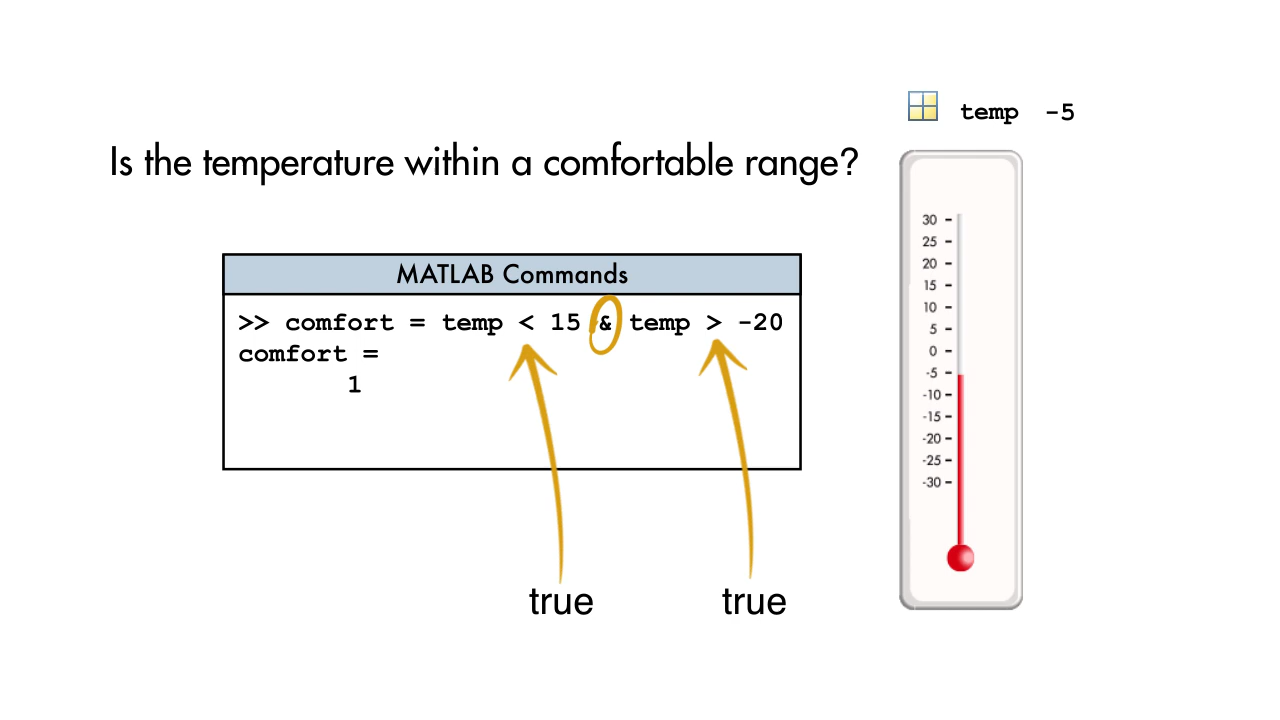 temp -5
Is the temperature within a comfortable range?
MATLAB Commands
>> comfort = temp < 15 & temp > -20
comfort =
1
true true
30
25
20
15
10
5
0
-5
-10
-15
-20
-25
-30